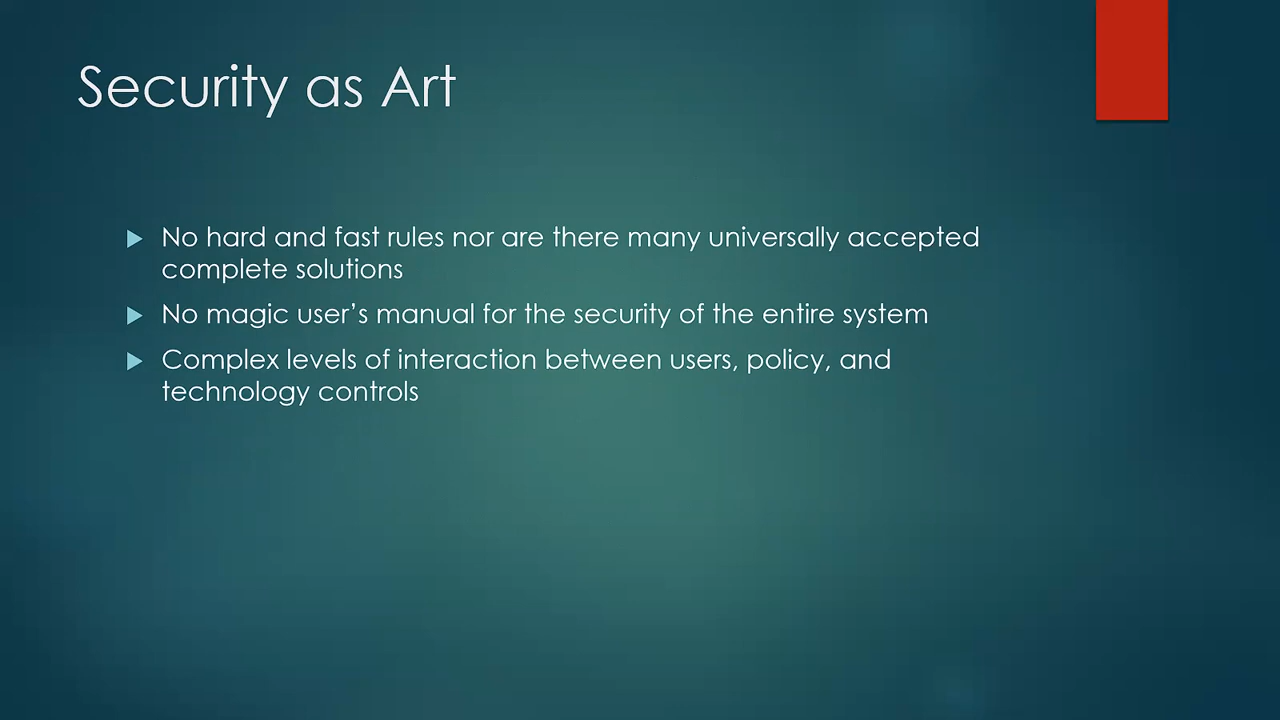 Security as Art
No hard and fast rules nor are there many universally accepted
complete solutions
No magic user’s manual for the security of the entire system
Complex levels of interaction between users, policy, and
technology controls